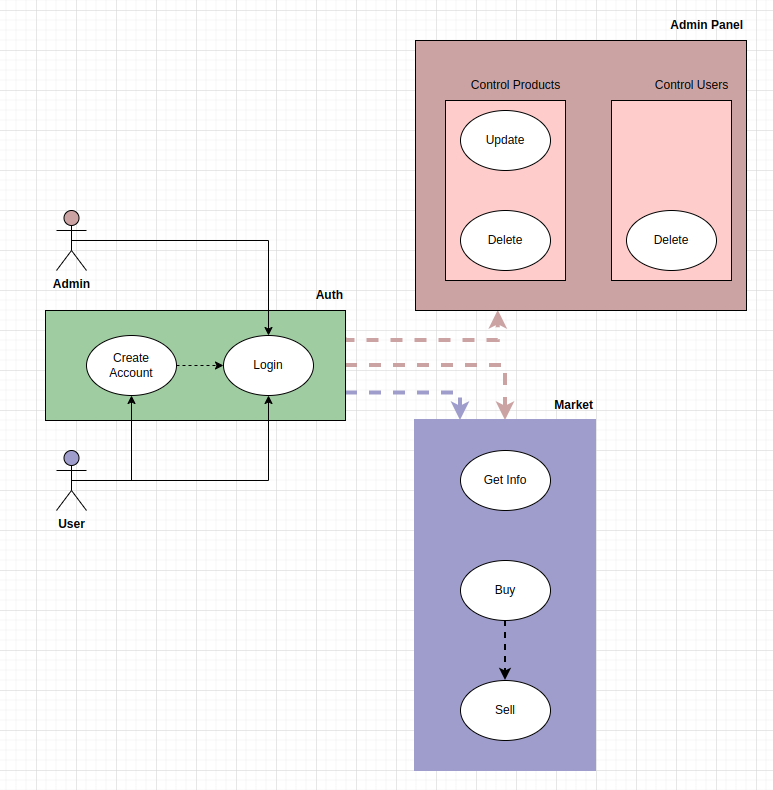 Admin Panel
Control Products
Control Users
Update
Delete
Delete
Admin
Auth
Create
Account
Login
User
Market
Get Info
Buy
Sell